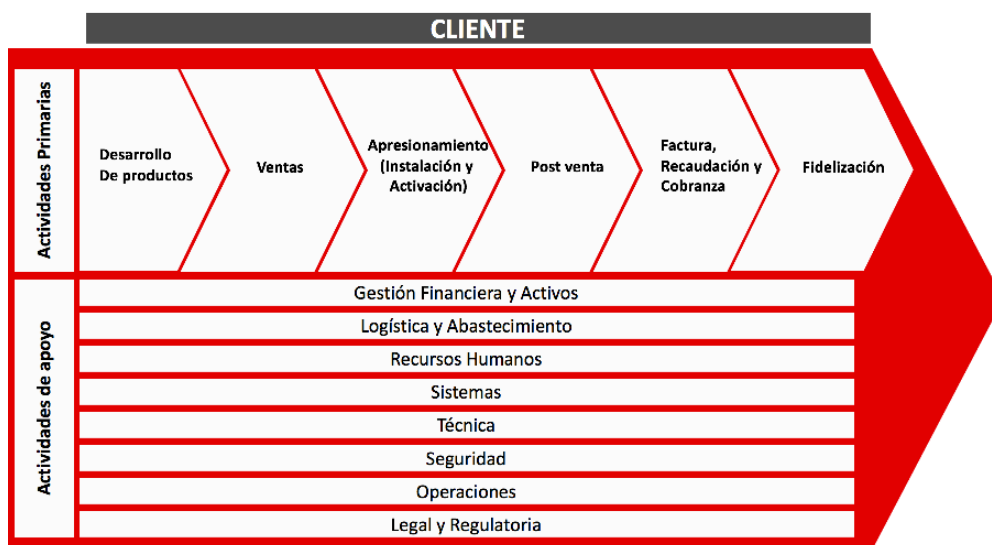 CLIENTE
Actividades Primarias
Desarrollo
De productos
Ventas
Apresionamiento
(Instalación y
Activación)
Post venta
Factura,
Recaudación y
Cobranza
Fidelización
Actividades de apoyo
Gestión Financiera y Activos
Logística y Abastecimiento
Recursos Humanos
Sistemas
Técnica
Seguridad
Operaciones
Legal y Regulatoria